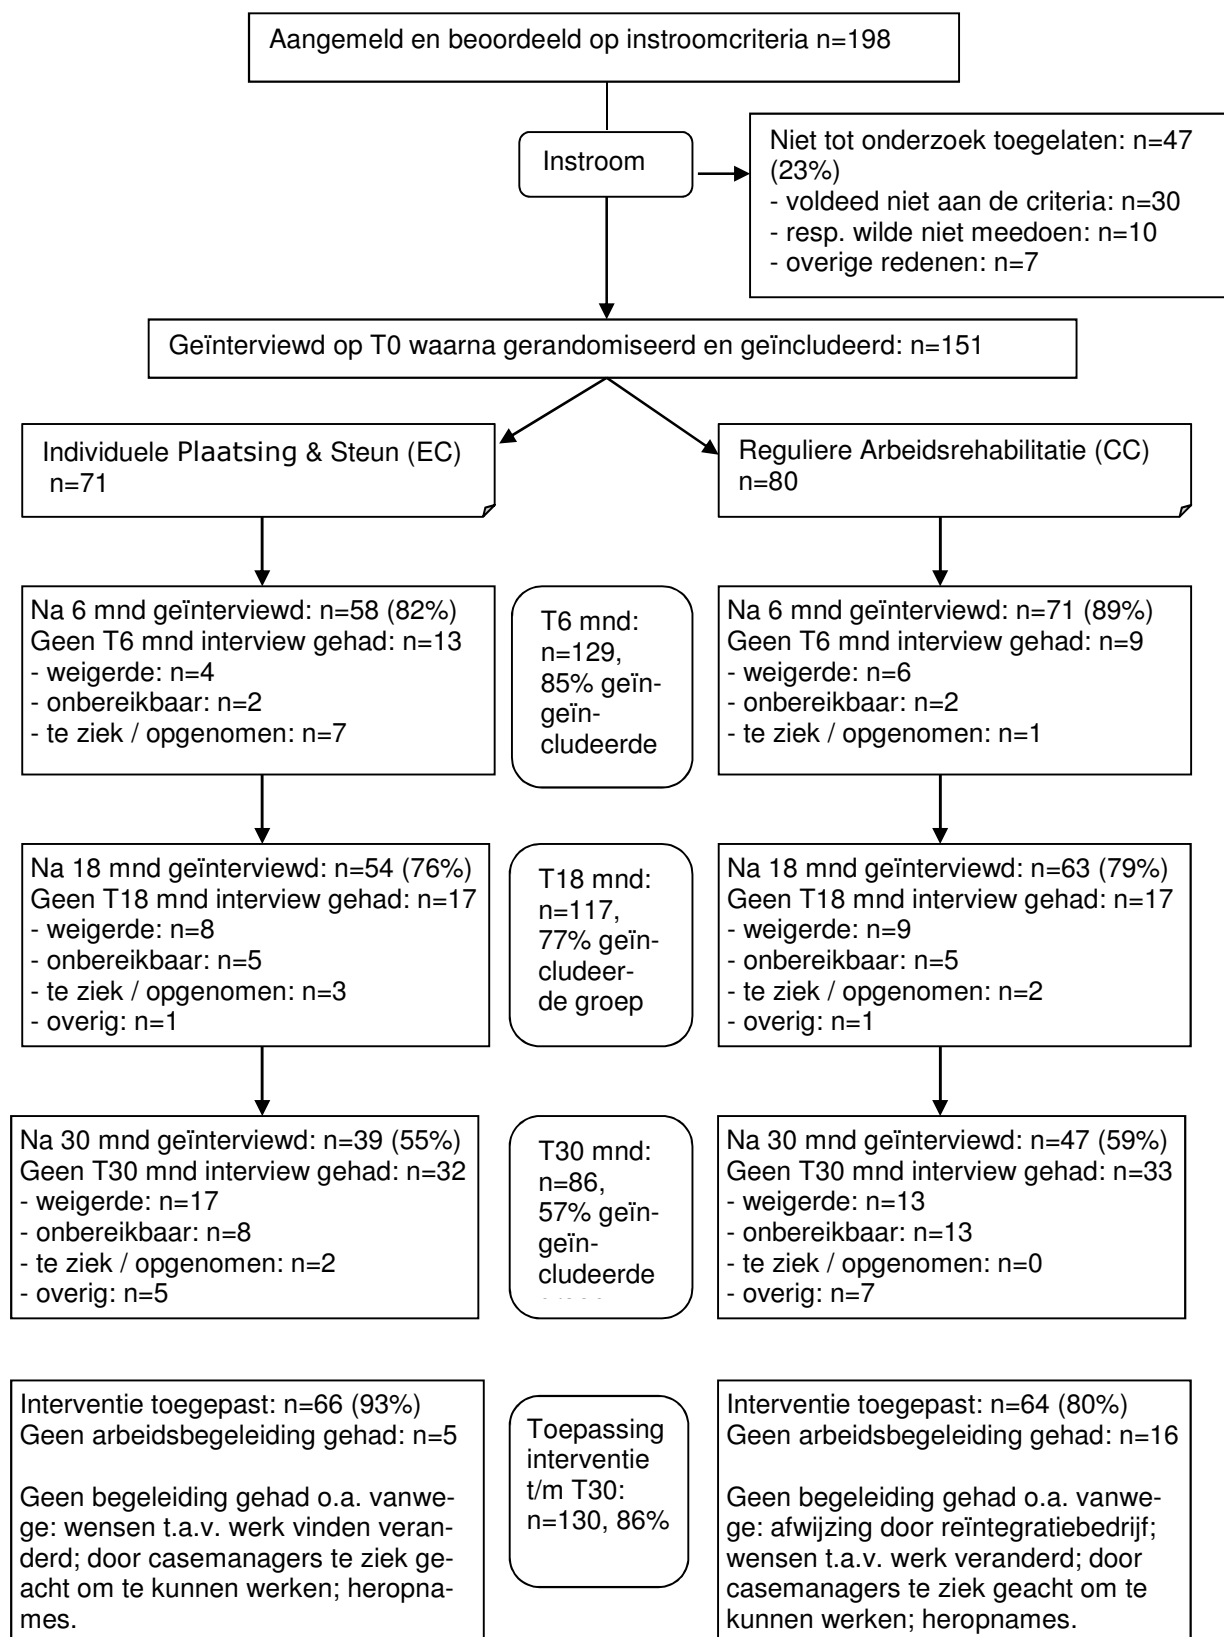 Aangemeld en beoordeeld op instroomcriteria n=198
Instroom
Niet tot onderzoek toegelaten: n=47
(23%)
- voldeed niet aan de criteria: n=30
- resp. wilde niet meedoen: n=10
- overige redenen: n=7
Geïnterviewd op T0 waarna gerandomiseerd en geïncludeerd: n=151
Individuele Plaatsing & Steun (EC)
n=71
Reguliere Arbeidsrehabilitatie (CC)
n=80
Na 6 mnd geïnterviewd: n=58 (82%)
Geen T6 mnd interview gehad: n=13
- weigerde: n=4
- onbereikbaar: n=2
- te ziek / opgenomen: n=7
T6 mnd:
n=129,
85% geïn-
geïn-
cludeerde
Na 6 mnd geïnterviewd: n=71 (89%)
Geen T6 mnd interview gehad: n=9
- weigerde: n=6
- onbereikbaar: n=2
- te ziek / opgenomen: n=1
Na 18 mnd geïnterviewd: n=54 (76%)
Geen T18 mnd interview gehad: n=17
- weigerde: n=8
- onbereikbaar: n=5
- te ziek / opgenomen: n=3
- overig: n=1
T18 mnd:
n=117,
77% geïn-
cludeer-
de groep
Na 18 mnd geïnterviewd: n=63 (79%)
Geen T18 mnd interview gehad: n=17
- weigerde: n=9
- onbereikbaar: n=5
- te ziek / opgenomen: n=2
- overig: n=1
Na 30 mnd geïnterviewd: n=39 (55%)
Geen T30 mnd interview gehad: n=32
- weigerde: n=17
- onbereikbaar: n=8
- te ziek / opgenomen: n=2
- overig: n=5
T30 mnd:
n=86,
57% geïn-
geïn-
cludeerde
Na 30 mnd geïnterviewd: n=47 (59%)
Geen T30 mnd interview gehad: n=33
- weigerde: n=13
- onbereikbaar: n=13
- te ziek / opgenomen: n=0
- overig: n=7
Interventie toegepast: n=66 (93%)
Geen arbeidsbegeleiding gehad: n=5
Geen begeleiding gehad o.a. vanwe-
ge: wensen t.a.v. werk vinden veran-
derd; door casemanagers te ziek ge-
acht om te kunnen werken; heropna-
mes.
Toepassing
interventie
t/m T30:
n=130, 86%
Interventie toegepast: n=64 (80%)
Geen arbeidsbegeleiding gehad: n=16
Geen begeleiding gehad o.a. vanwe-
ge: afwijzing door reïntegratiebedrijf;
wensen t.a.v. werk veranderd; door
casemanagers te ziek geacht om te
kunnen werken; heropnames.